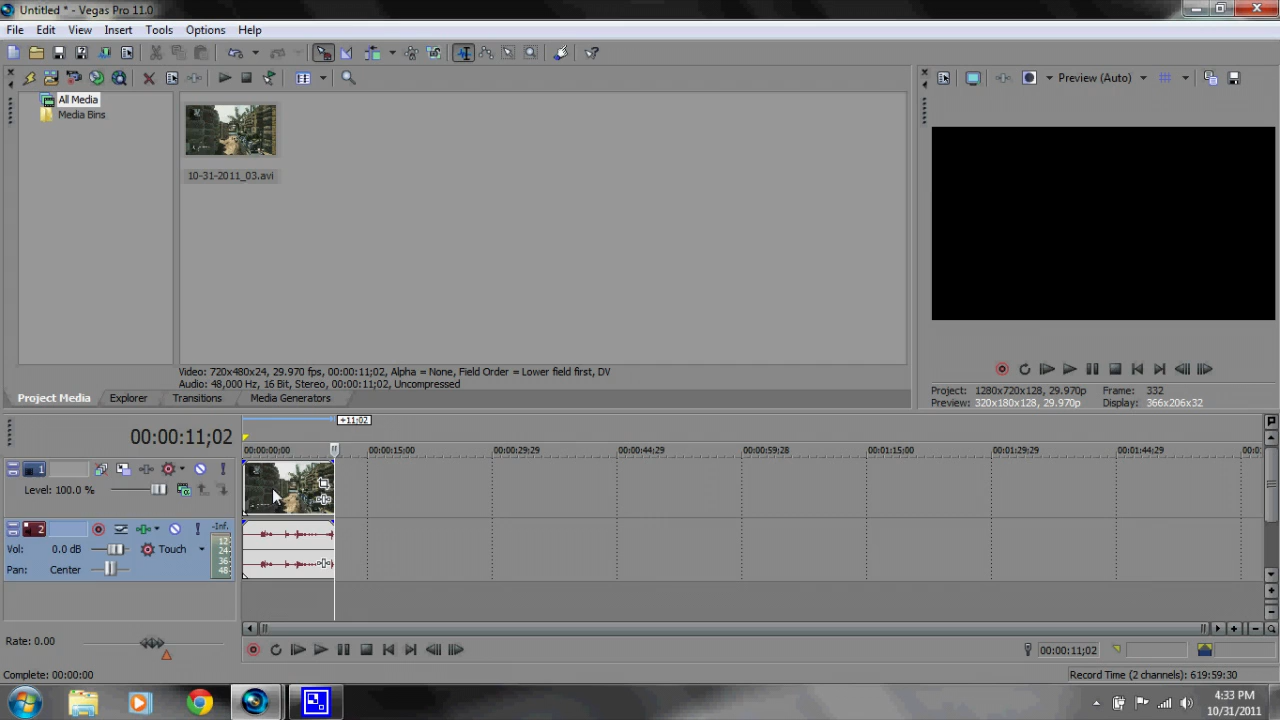 Untitled * - Vegas Pro 11.0
File Edit View Insert Tools Options Help
Preview (Auto)
All Media
Media Bins
10-31-2011_03.avi
Video: 720x480x24, 29.970 fps, 00:00:11;02, Alpha = None, Field Order = Lower field first, DV
Audio: 48,000 Hz, 16 Bit, Stereo, 00:00:11;02, Uncompressed
Project Media Explorer Transitions Media Generators
Project: 1280x720x128, 29.970p Frame: 332
Preview: 320x180x128, 29.970p Display: 366x206x32
+11;02
00:00:11;02
00:00:00;00 00:00:15;00 00:00:29;29 00:00:44;29 00:00:59;28 00:01:15;00 00:01:29;29 00:01:44;29 00:0
1
Level: 100.0 %
2 -Inf.
Vol: 0.0 dB Touch
Pan: Center
12
24
36
48
Rate: 0.00
00:00:11;02
Complete: 00:00:00
Record Time (2 channels): 619:59:30
4:33 PM
10/31/2011